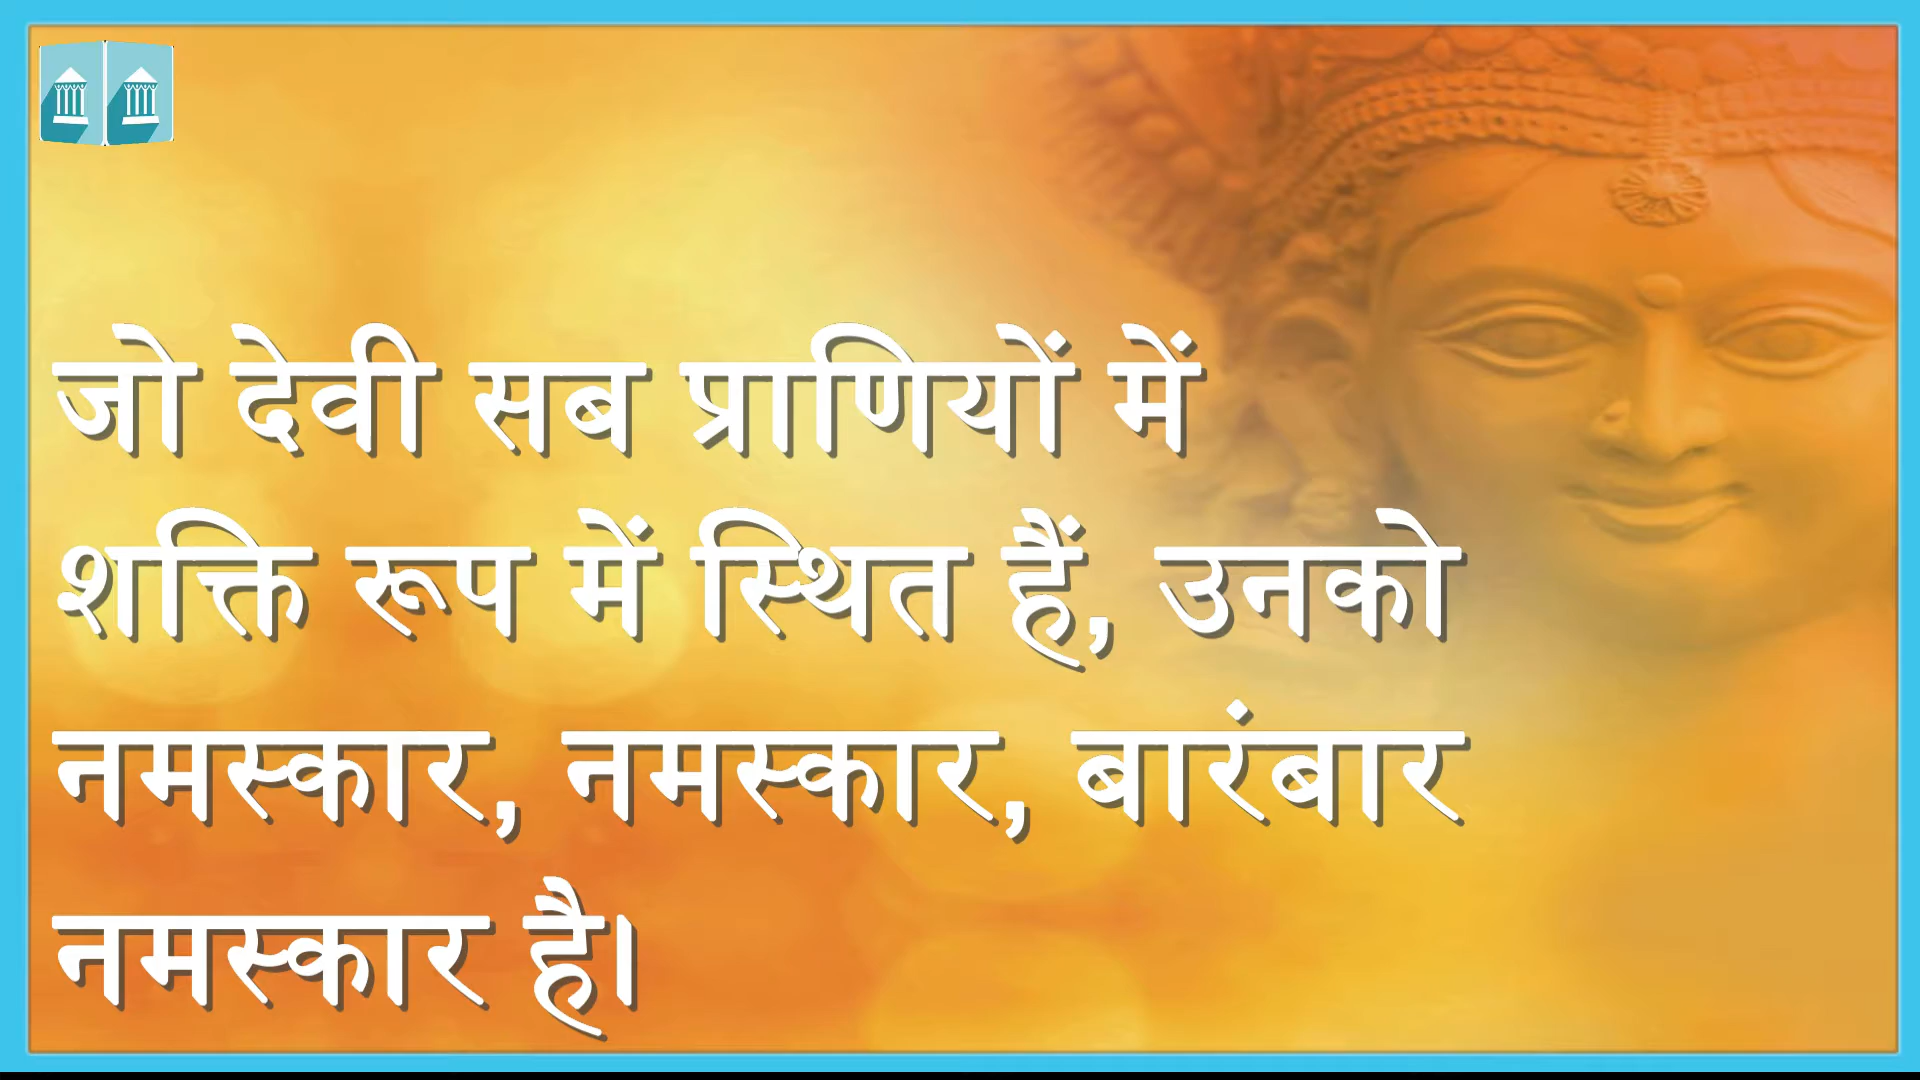 जो देवी सब प्राणियों में
शक्ति रूप में स्थित हैं, उनको
नमस्कार, नमस्कार, बारंबार
नमस्कार है।